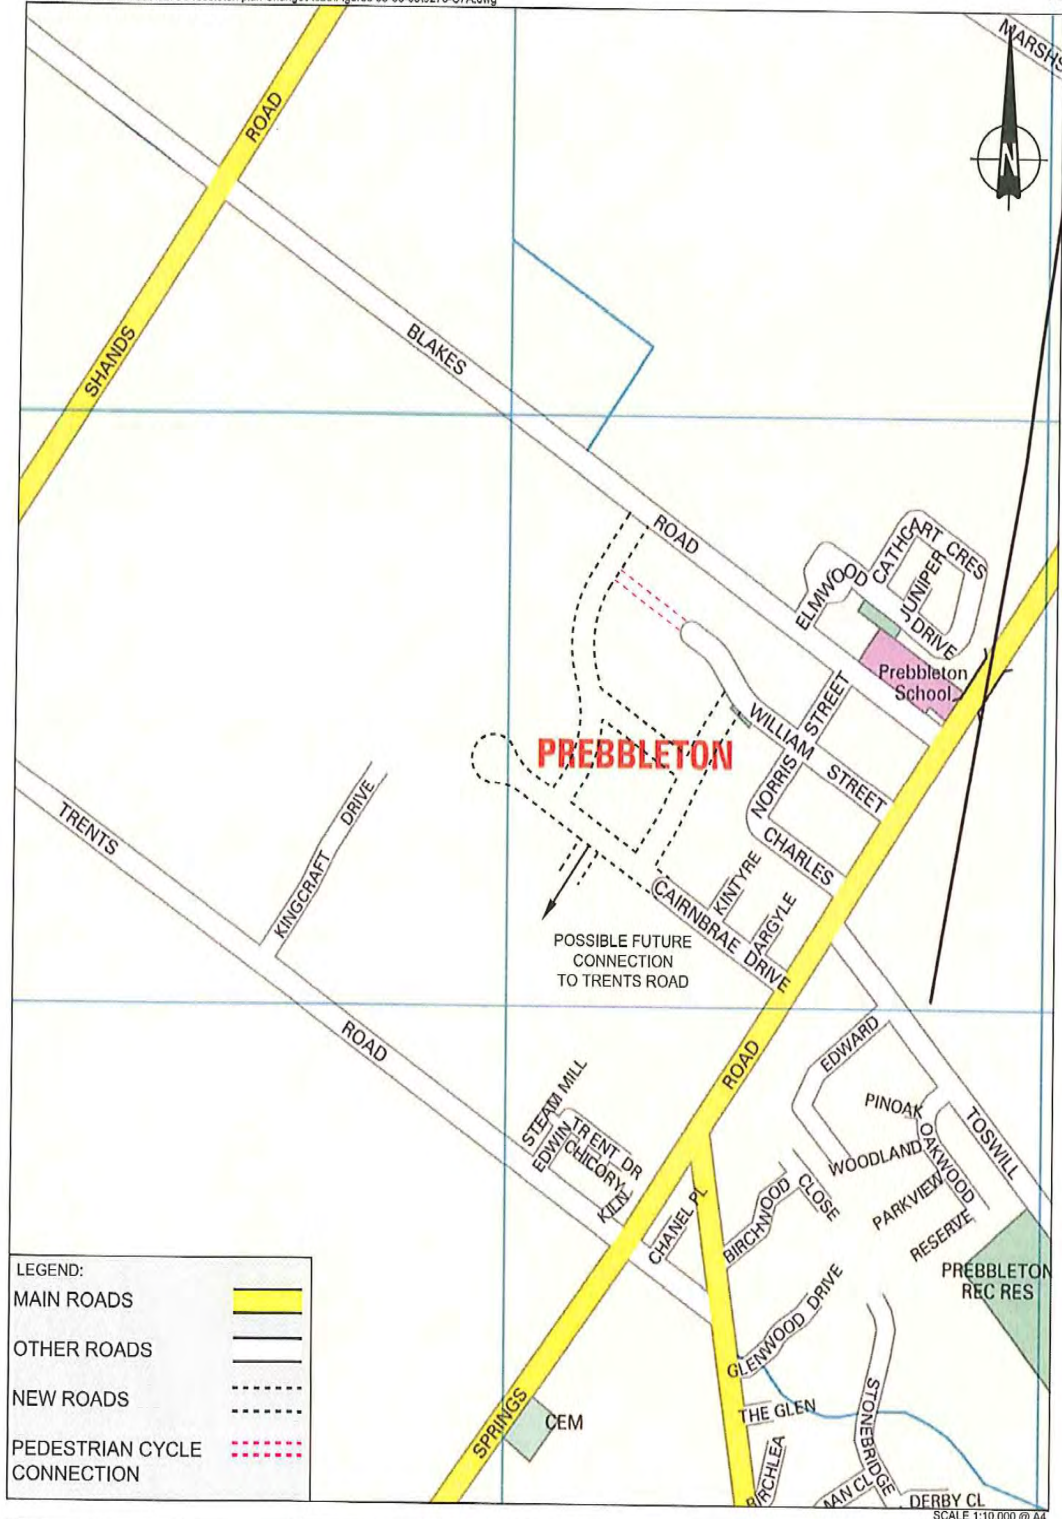 MARSHS
N
ROAD
SHANDS
BLAKES
ROAD
CATHCART CRES
JUNIPER
ELMWOOD
DRIVE
Prebbleton
School
STREET
WILLIAM
STREET
NORRIS
PREBBLETON
CHARLES
KINGCRAFT DRIVE
TRENTS
KINTYRE
ARGYLE
CAIRNBRAE DRIVE
POSSIBLE FUTURE
CONNECTION
TO TRENTS ROAD
ROAD
ROAD
EDWARD
STEAM MILL
EDWIN
TRENT DR
CHICORY
KILN
PINOAK
OAKWOOD
TOSWILL
WOODLAND
PARKVIEW
RESERVE
CHANEL PL
BIRCHWOOD
CLOSE
PREBBLETON
REC RES
GLENWOOD DRIVE
THE GLEN
STONEBRIDGE
SPRINGS
CEM
BIRCHLEA
MAN CL
DERBY CL
SCALE 1:10,000 @ A4
LEGEND:
MAIN ROADS
OTHER ROADS
NEW ROADS
PEDESTRIAN CYCLE
CONNECTION